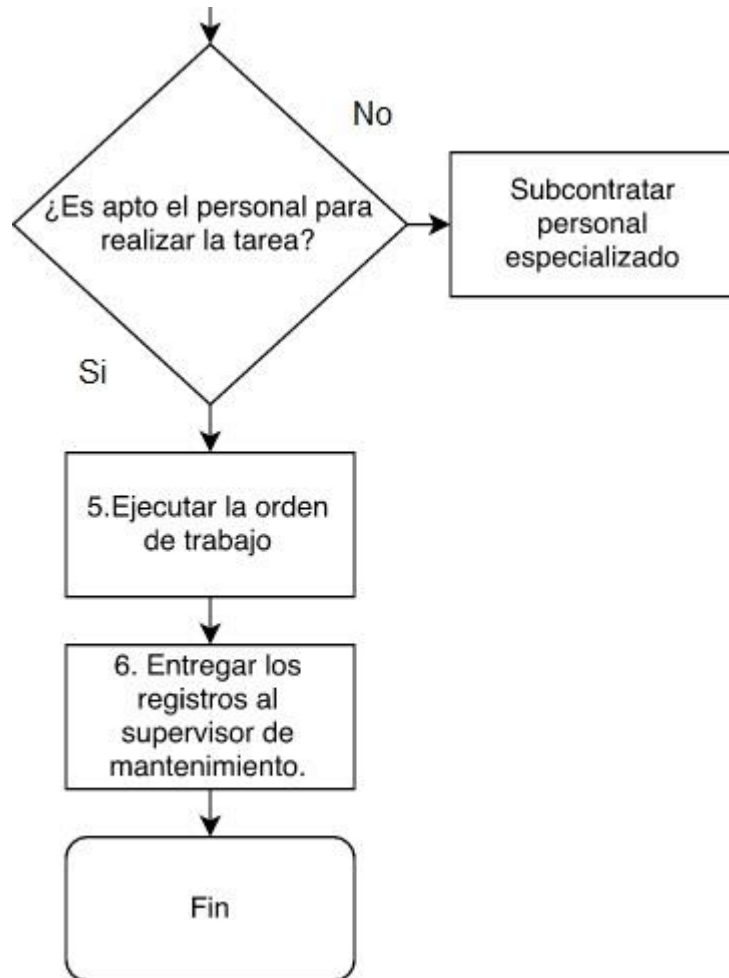 No
¿Es apto el personal para
realizar la tarea?
Subcontratar
personal
especializado
Si
5.Ejecutar la orden
de trabajo
6. Entregar los
registros al
supervisor de
mantenimiento.
Fin